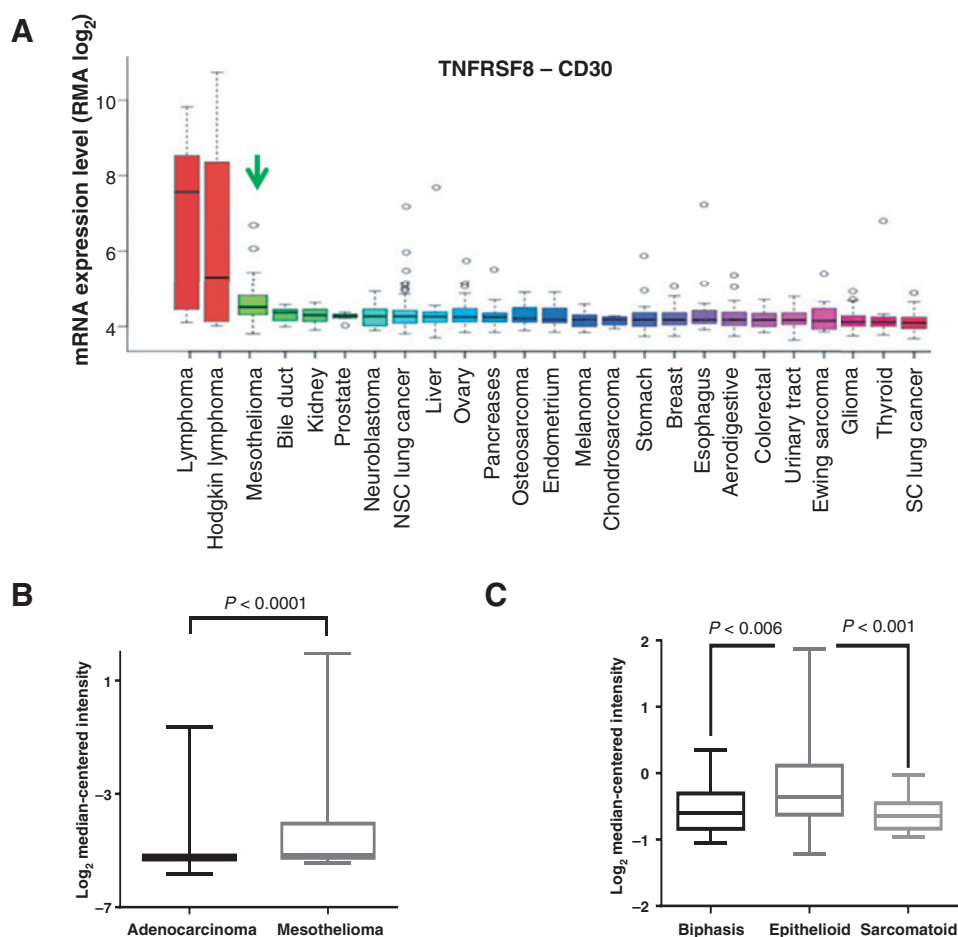 A
TNFRSF8 – CD30
mRNA expression level (RMA log2)
10
8
6
4
Lymphoma
Hodgkin lymphoma
Mesothelioma
Bile duct
Kidney
Prostate
Neuroblastoma
NSC lung cancer
Liver
Ovary
Pancreases
Osteosarcoma
Endometrium
Melanoma
Chondrosarcoma
Stomach
Breast
Esophagus
Aerodigestive
Colorectal
Urinary tract
Ewing sarcoma
Glioma
Thyroid
SC lung cancer
B
P < 0.0001
Log2 median-centered intensity
1
-3
-7
Adenocarcinoma Mesothelioma
C
P < 0.006 P < 0.001
Log2 median-centered intensity
2
1
0
-1
-2
Biphasis Epithelioid Sarcomatoid